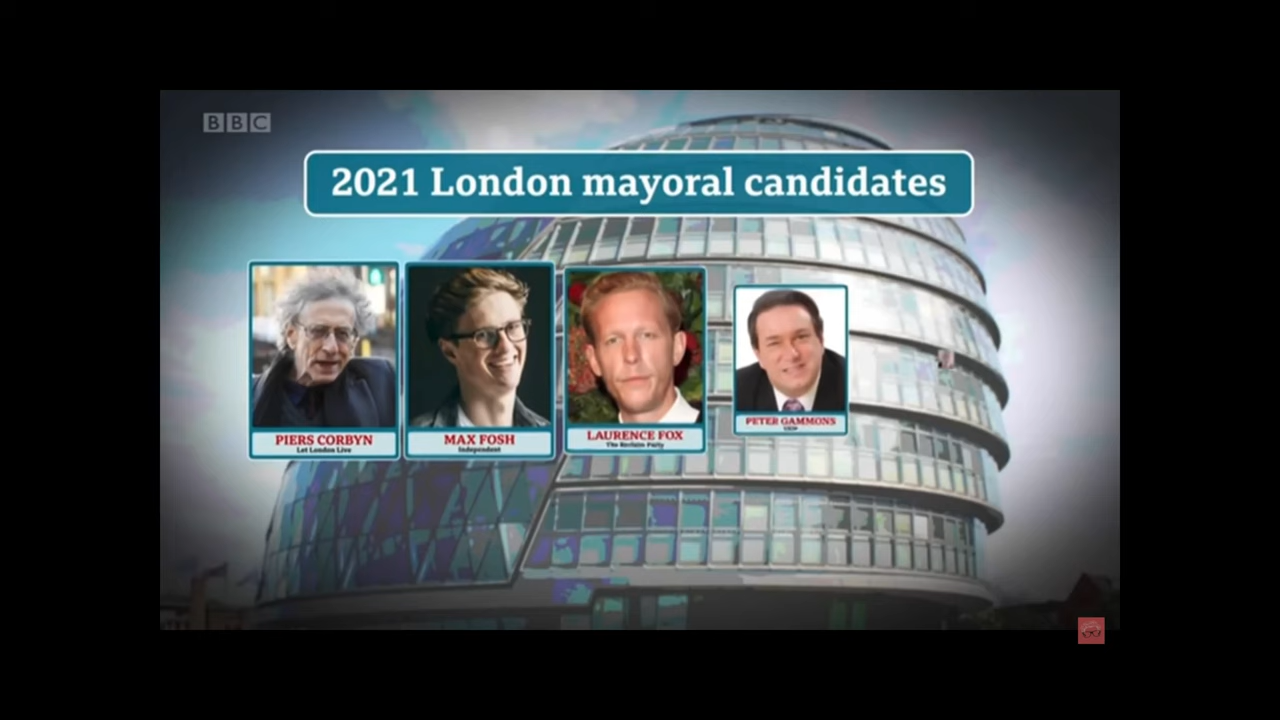 BBC
2021 London mayoral candidates
PIERS CORBYN
Let London Live
MAX FOSH
Independent
LAURENCE FOX
The Reclaim Party
PETER GAMMONS
UKIP